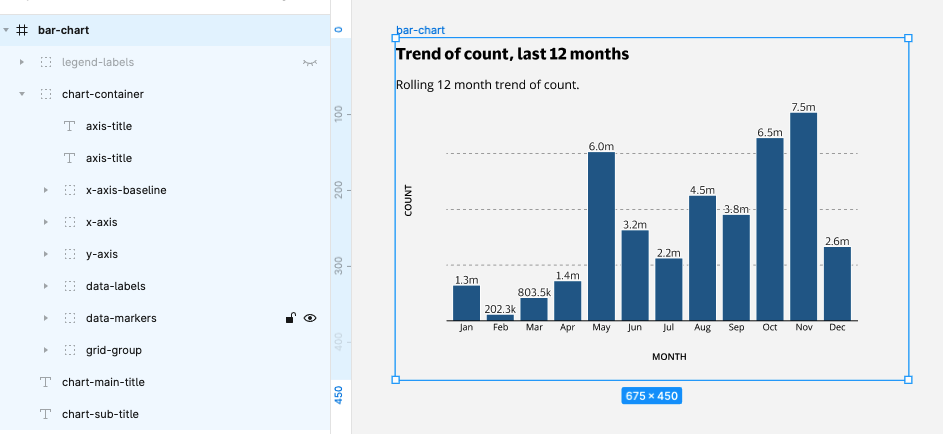 bar-chart
legend-labels
chart-container
axis-title
axis-title
x-axis-baseline
x-axis
y-axis
data-labels
data-markers
grid-group
chart-main-title
chart-sub-title
0
100
200
300
400
450
bar-chart
Trend of count, last 12 months
Rolling 12 month trend of count.
COUNT
1.3m
202.3k
803.5k
1.4m
6.0m
3.2m
2.2m
4.5m
3.8m
6.5m
7.5m
2.6m
Jan Feb Mar Apr May Jun Jul Aug Sep Oct Nov Dec
MONTH
675 × 450